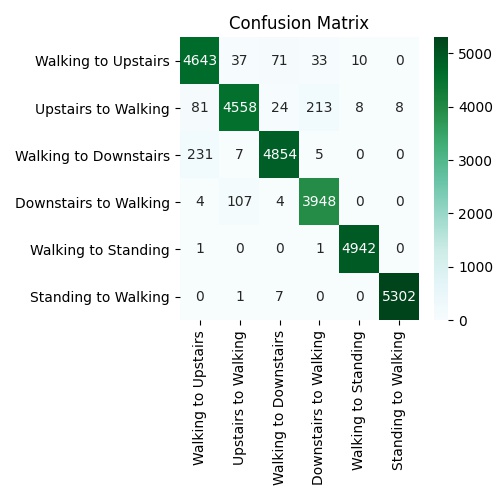 Confusion Matrix
Walking to Upstairs 4643 37 71 33 10 0
Upstairs to Walking 81 4558 24 213 8 8
Walking to Downstairs 231 7 4854 5 0 0
Downstairs to Walking 4 107 4 3948 0 0
Walking to Standing 1 0 0 1 4942 0
Standing to Walking 0 1 7 0 0 5302
Walking to Upstairs
Upstairs to Walking
Walking to Downstairs
Downstairs to Walking
Walking to Standing
Standing to Walking
5000
4000
3000
2000
1000
0